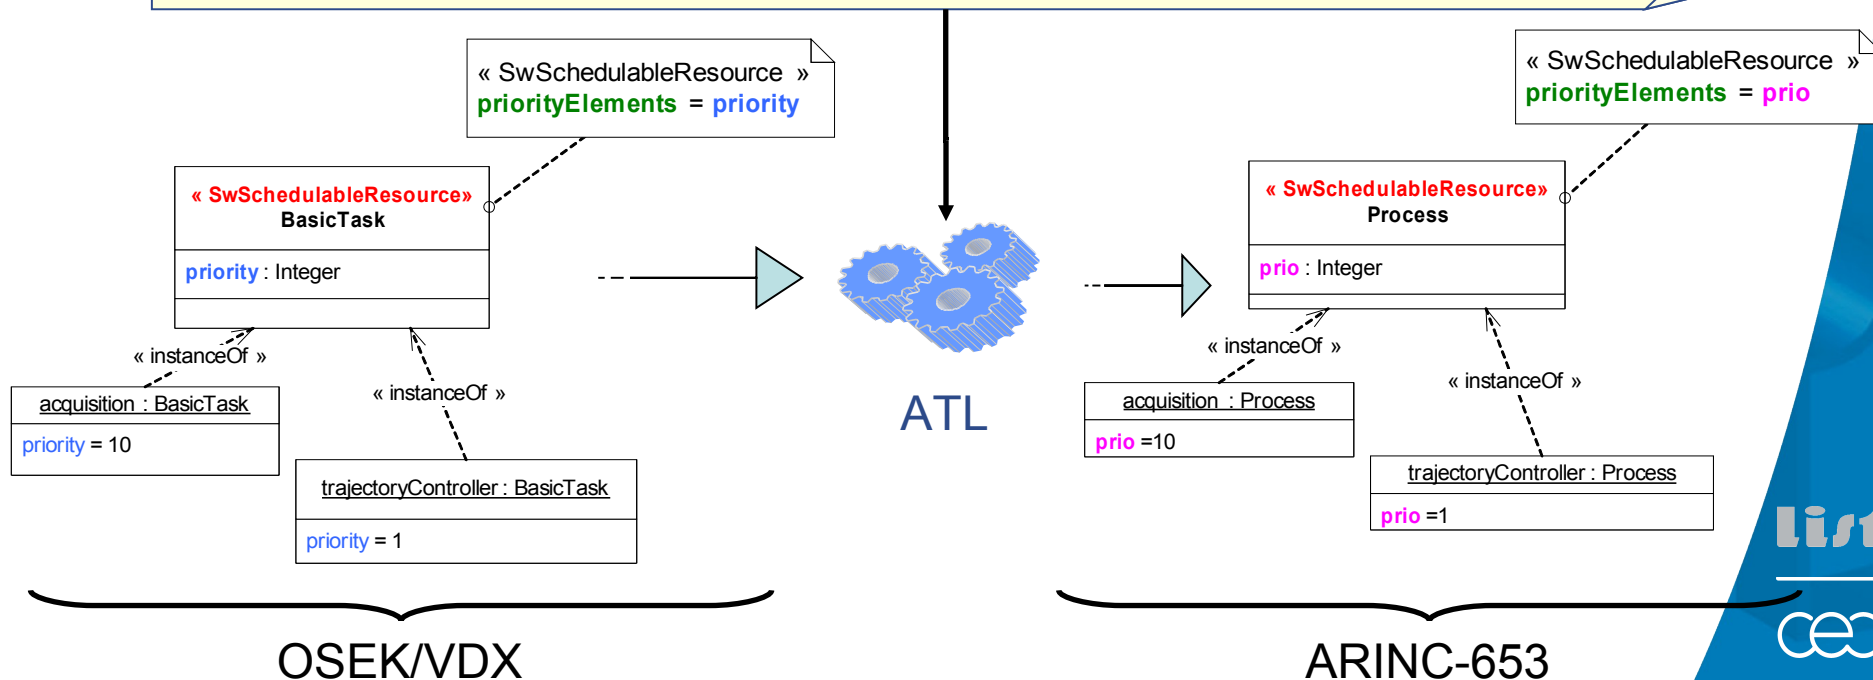 « SwSchedulableResource »
priorityElements = priority
« SwSchedulableResource »
priorityElements = prio
« SwSchedulableResource»
BasicTask
priority : Integer
« SwSchedulableResource»
Process
prio : Integer
« instanceOf »
« instanceOf »
acquisition : BasicTask
priority = 10
trajectoryController : BasicTask
priority = 1
ATL
« instanceOf »
« instanceOf »
acquisition : Process
prio =10
trajectoryController : Process
prio =1
OSEK/VDX
ARINC-653
list
cea